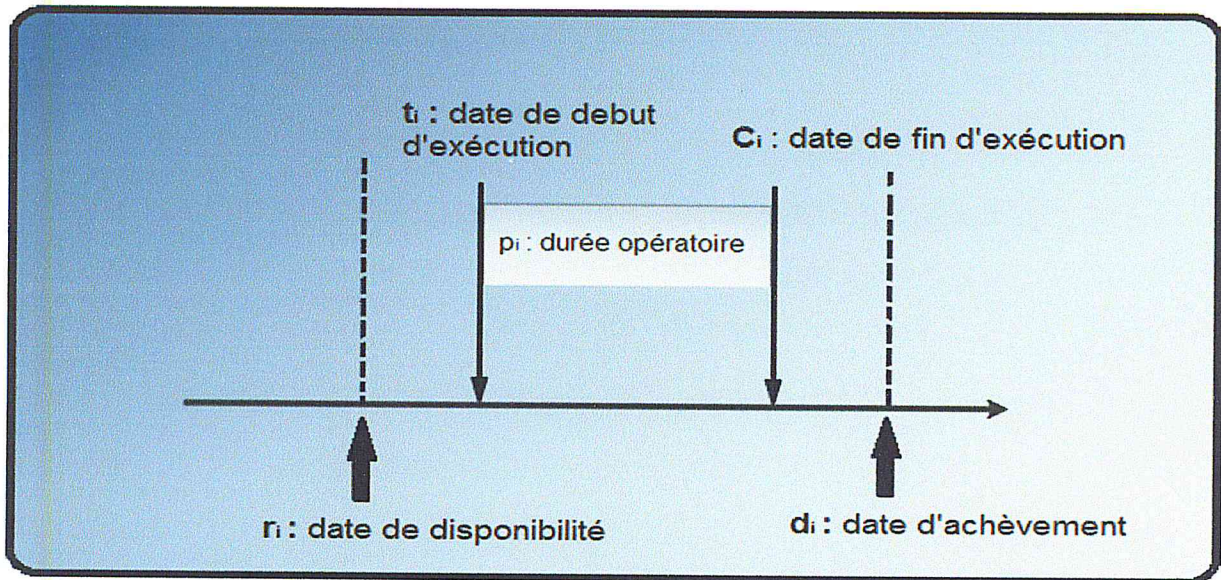 tᵢ : date de debut
d'exécution
Cᵢ : date de fin d'exécution
pᵢ : durée opératoire
rᵢ : date de disponibilité
dᵢ : date d'achèvement